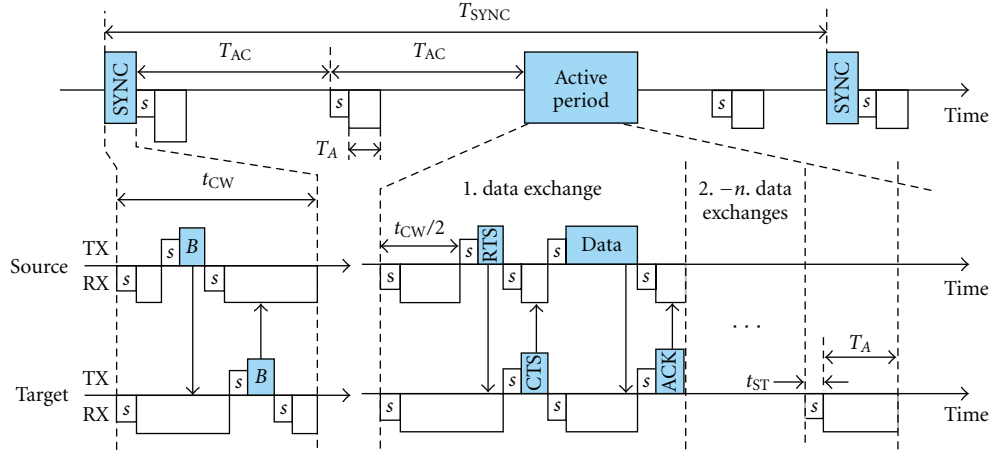 T_SYNC
T_AC
T_AC
SYNC
s
s
T_A
Active period
s
SYNC
s
Time
t_CW
1. data exchange
2. −n. data exchanges
t_CW/2
Source
TX
RX
s
s
B
s
s
s
RTS
s
s
Data
s
Time
. . .
Target
TX
RX
s
s
B
s
s
s
CTS
s
s
ACK
t_ST
s
T_A
Time